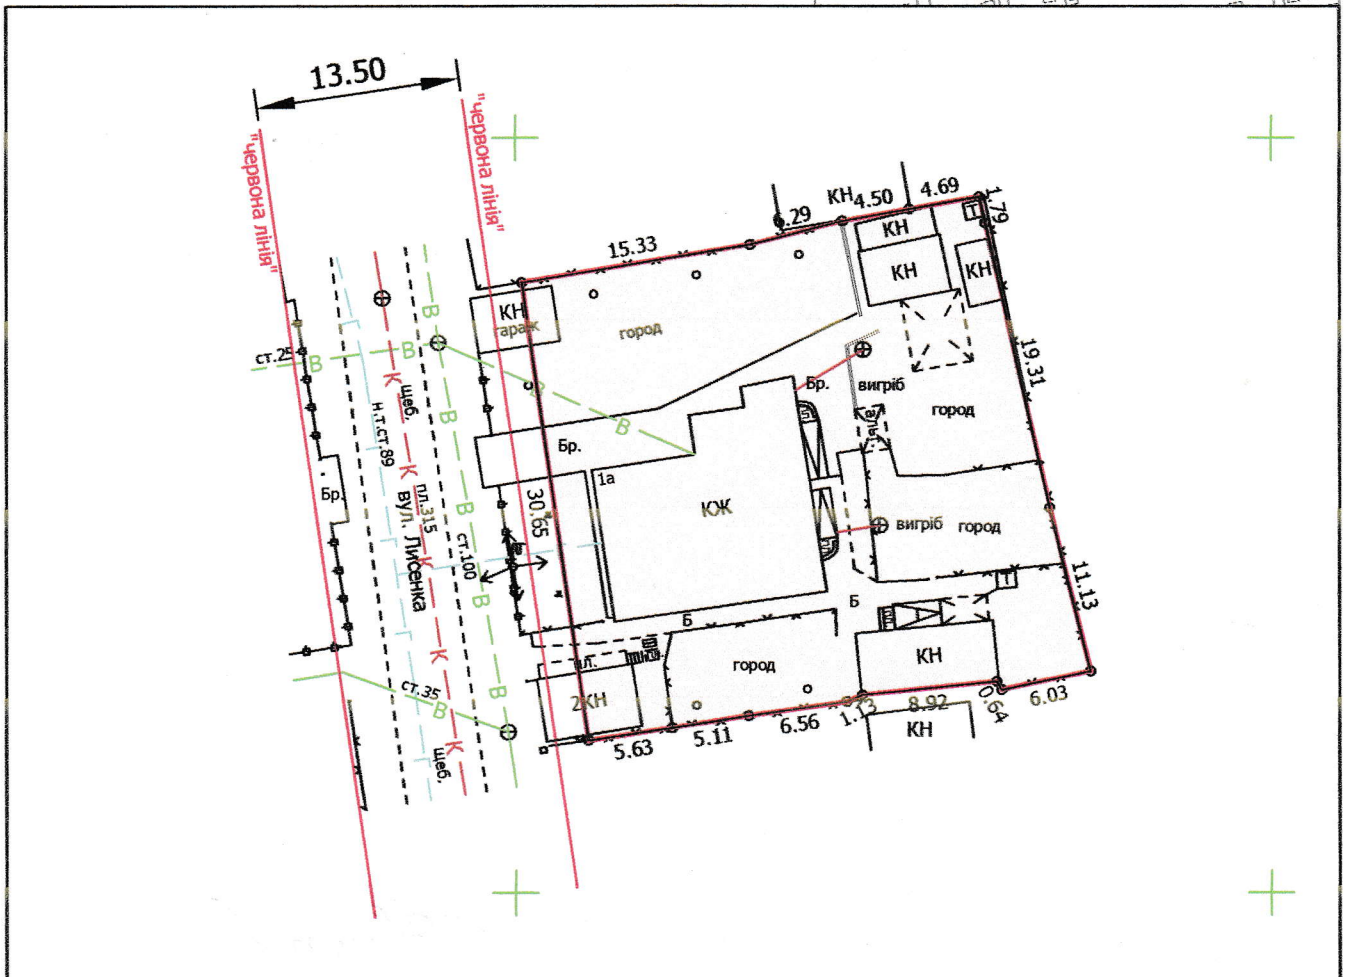 13.50
"червона лінія"
"червона лінія"
КН
4.50
4.69
1.79
6.29
15.33
Т
КН
КН
КН
КН
гараж
город
ст.25
В
В
В
В
К
щеб.
н.т.ст.89
Бр.
вигріб
город
19.31
В
В
К
Бр.
1а
Бр.
30.65
КЖ
пл.315
вул. Лисенка
ст.100
вигріб
город
К
В
В
Т
11.13
Б
Б
К
город
КН
ст.35
В
В
2КН
К
щеб.
5.63
5.11
6.56
1.13
8.92
0.64
6.03
КН